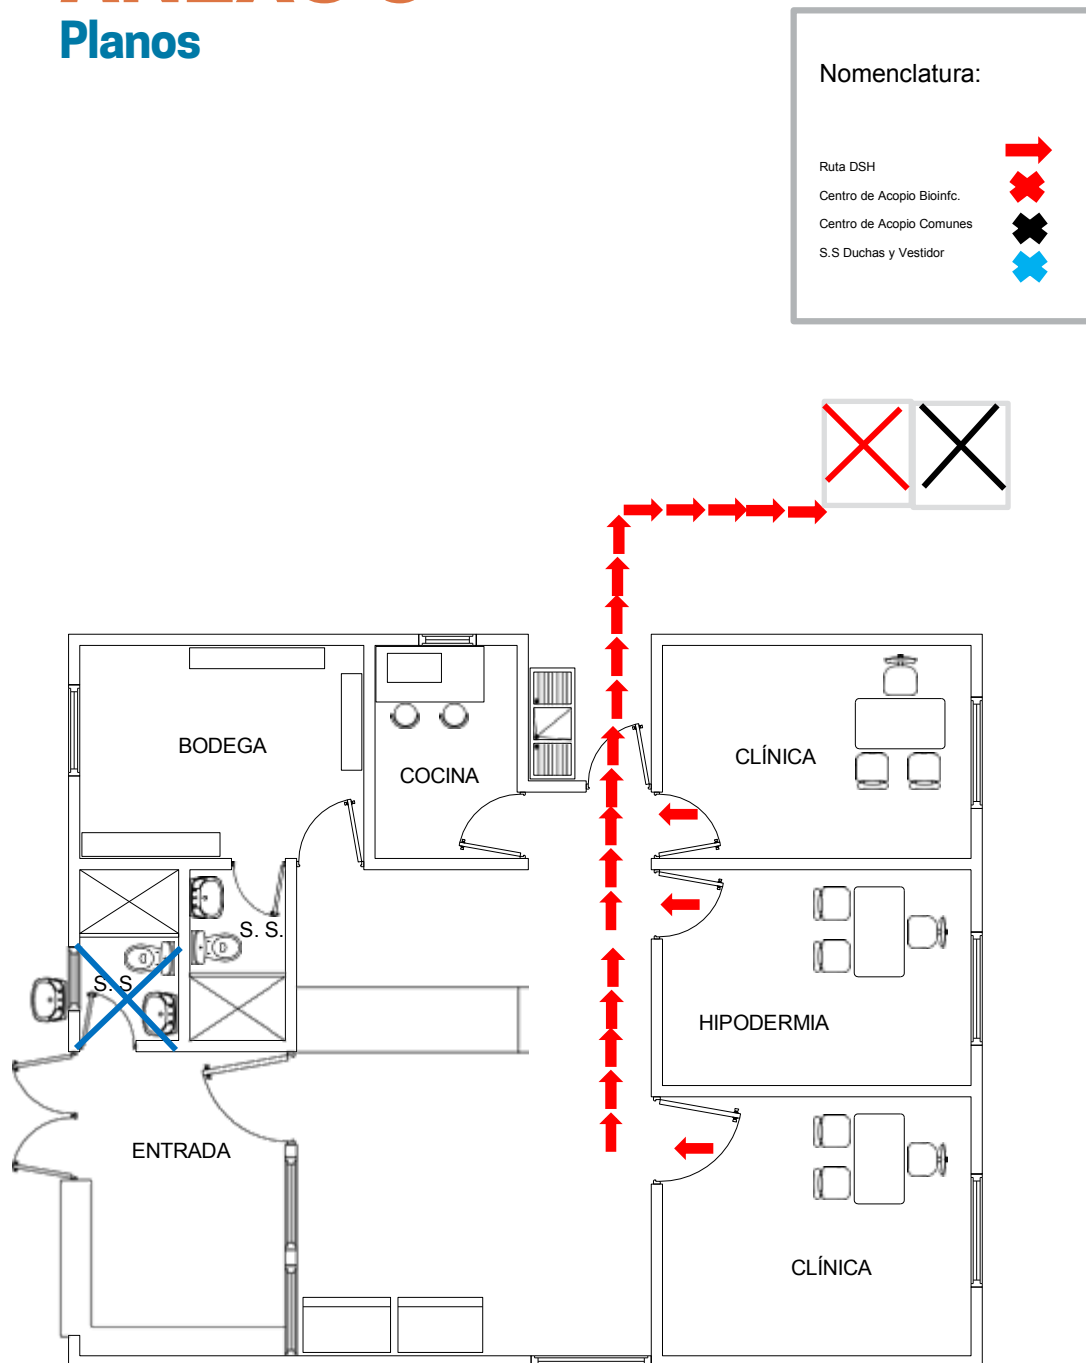 Planos
Nomenclatura:
Ruta DSH
Centro de Acopio Bioinfc.
Centro de Acopio Comunes
S.S Duchas y Vestidor
BODEGA
COCINA
CLÍNICA
S. S.
S. S
HIPODERMIA
ENTRADA
CLÍNICA